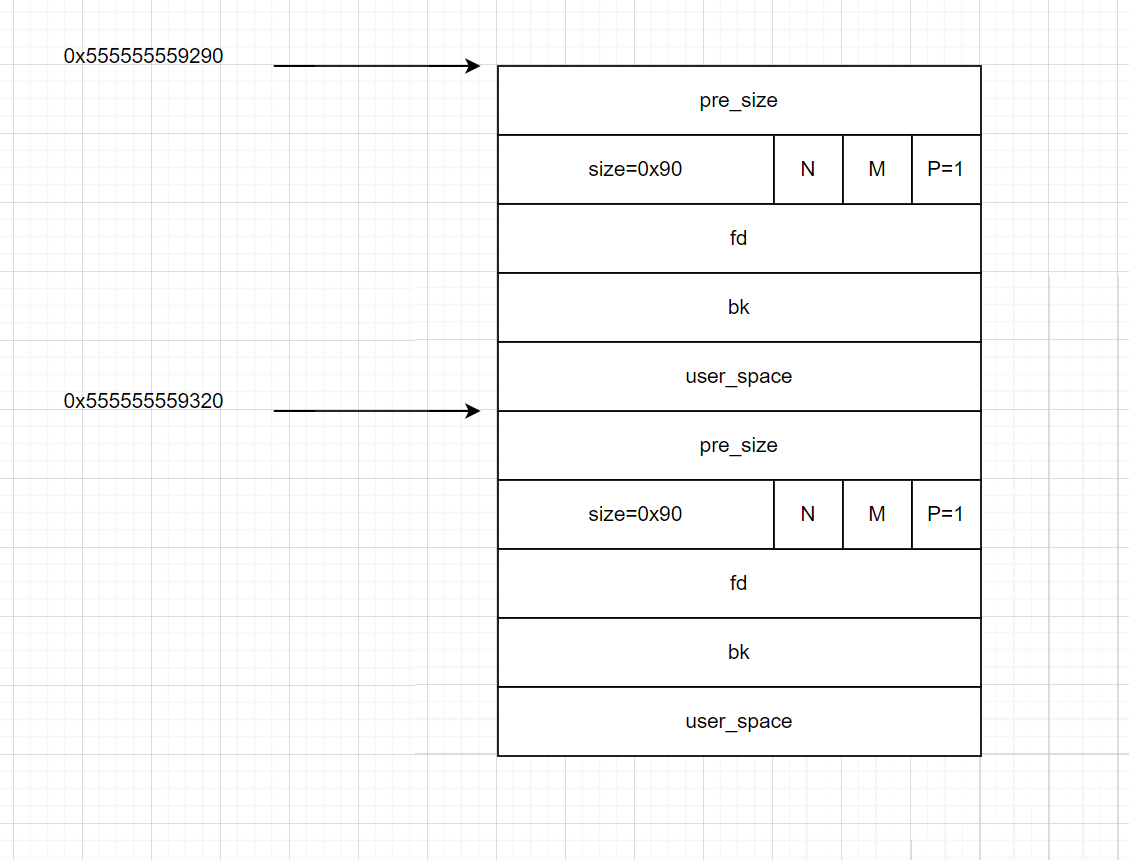 0x555555559290
pre_size
size=0x90 N M P=1
fd
bk
user_space
0x555555559320
pre_size
size=0x90 N M P=1
fd
bk
user_space